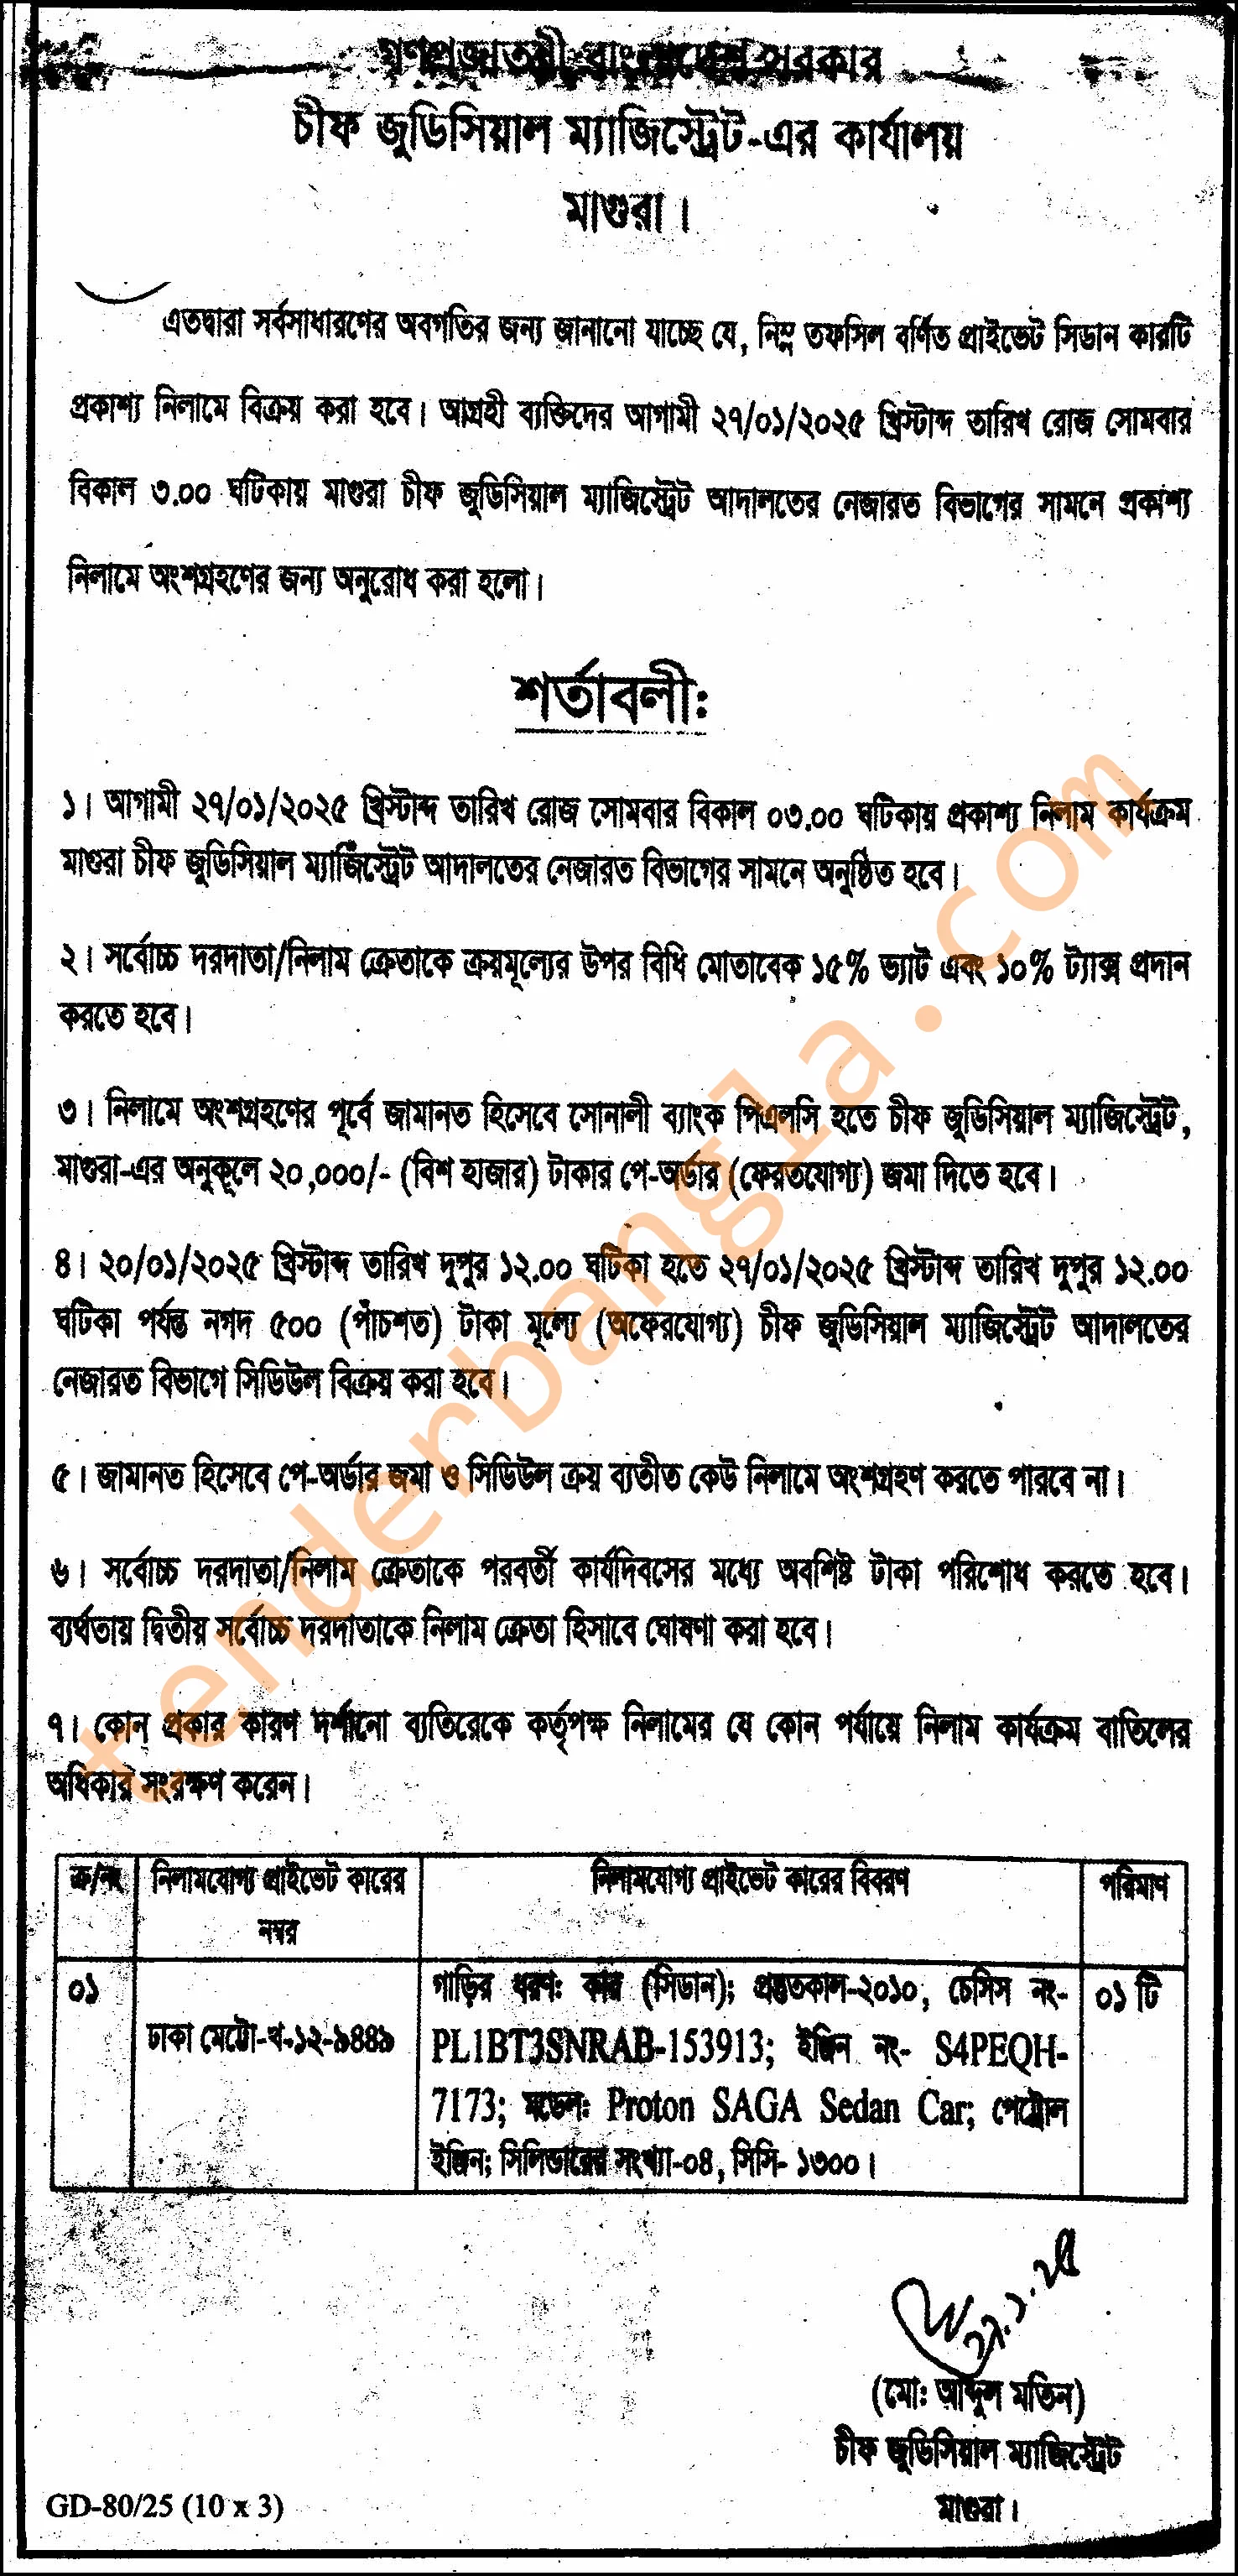 গণপ্রজাতন্ত্রী বাংলাদেশ সরকার
চীফ জুডিসিয়াল ম্যাজিস্ট্রেট-এর কার্যালয়
মাগুরা।
এতদ্বারা সর্বসাধারণের অবগতির জন্য জানানো যাচ্ছে যে, নিম্ন তফসিল বর্ণিত প্রাইভেট সিডান কারটি
প্রকাশ্য নিলামে বিক্রয় করা হবে। আগ্রহী ব্যক্তিদের আগামী ২৭/০১/২০২৫ খ্রিস্টাব্দ তারিখ রোজ সোমবার
বিকাল ৩.০০ ঘটিকায় মাগুরা চীফ জুডিসিয়াল ম্যাজিস্ট্রেট আদালতের নেজারত বিভাগের সামনে প্রকাশ্য
নিলামে অংশগ্রহণের জন্য অনুরোধ করা হলো।
শর্তাবলী:
১। আগামী ২৭/০১/২০২৫ খ্রিস্টাব্দ তারিখ রোজ সোমবার বিকাল ০৩.০০ ঘটিকায় প্রকাশ্য নিলাম কার্যক্রম
মাগুরা চীফ জুডিসিয়াল ম্যাজিস্ট্রেট আদালতের নেজারত বিভাগের সামনে অনুষ্ঠিত হবে।
২। সর্বোচ্চ দরদাতা/নিলাম ক্রেতাকে ক্রয়মূল্যের উপর বিধি মোতাবেক ১৫% ভ্যাট এবং ১০% ট্যাক্স প্রদান
করতে হবে।
৩। নিলামে অংশগ্রহণের পূর্বে জামানত হিসেবে সোনালী ব্যাংক পিএলসি হতে চীফ জুডিসিয়াল ম্যাজিস্ট্রেট,
মাগুরা-এর অনুকূলে ২০,০০০/- (বিশ হাজার) টাকার পে-অর্ডার (ফেরতযোগ্য) জমা দিতে হবে।
৪। ২০/০১/২০২৫ খ্রিস্টাব্দ তারিখ দুপুর ১২.০০ ঘটিকা হতে ২৭/০১/২০২৫ খ্রিস্টাব্দ তারিখ দুপুর ১২.০০
ঘটিকা পর্যন্ত নগদ ৫০০ (পাঁচশত) টাকা মূল্যে (অফেরযোগ্য) চীফ জুডিসিয়াল ম্যাজিস্ট্রেট আদালতের
নেজারত বিভাগে সিডিউল বিক্রয় করা হবে।
৫। জামানত হিসেবে পে-অর্ডার জমা ও সিডিউল ক্রয় ব্যতীত কেউ নিলামে অংশগ্রহণ করতে পারবে না।
৬। সর্বোচ্চ দরদাতা/নিলাম ক্রেতাকে পরবর্তী কার্যদিবসের মধ্যে অবশিষ্ট টাকা পরিশোধ করতে হবে।
ব্যর্থতায় দ্বিতীয় সর্বোচ্চ দরদাতাকে নিলাম ক্রেতা হিসাবে ঘোষণা করা হবে।
৭। কোন প্রকার কারণ দর্শানো ব্যতিরেকে কর্তৃপক্ষ নিলামের যে কোন পর্যায়ে নিলাম কার্যক্রম বাতিলের
অধিকার সংরক্ষণ করেন।
ক্র/নং নিলামযোগ্য প্রাইভেট কারের নম্বর নিলামযোগ্য প্রাইভেট কারের বিবরণ পরিমাণ
০১ ঢাকা মেট্টো-খ-১২-৯৪৪৯ গাড়ির ধরণ: কার (সিডান); প্রস্তুতকাল-২০১০, চেসিস নং- ০১ টি
PL1BT3SNRAB-153913; ইঞ্জিন নং- S4PEQH-
7173; মডেল: Proton SAGA Sedan Car; পেট্রোল
ইঞ্জিন; সিলিন্ডারের সংখ্যা-০৪, সিসি- ১৩০০।
(মো: আব্দুল মতিন)
চীফ জুডিসিয়াল ম্যাজিস্ট্রেট
মাগুরা।
GD-80/25 (10 x 3)
tenderbangla.com